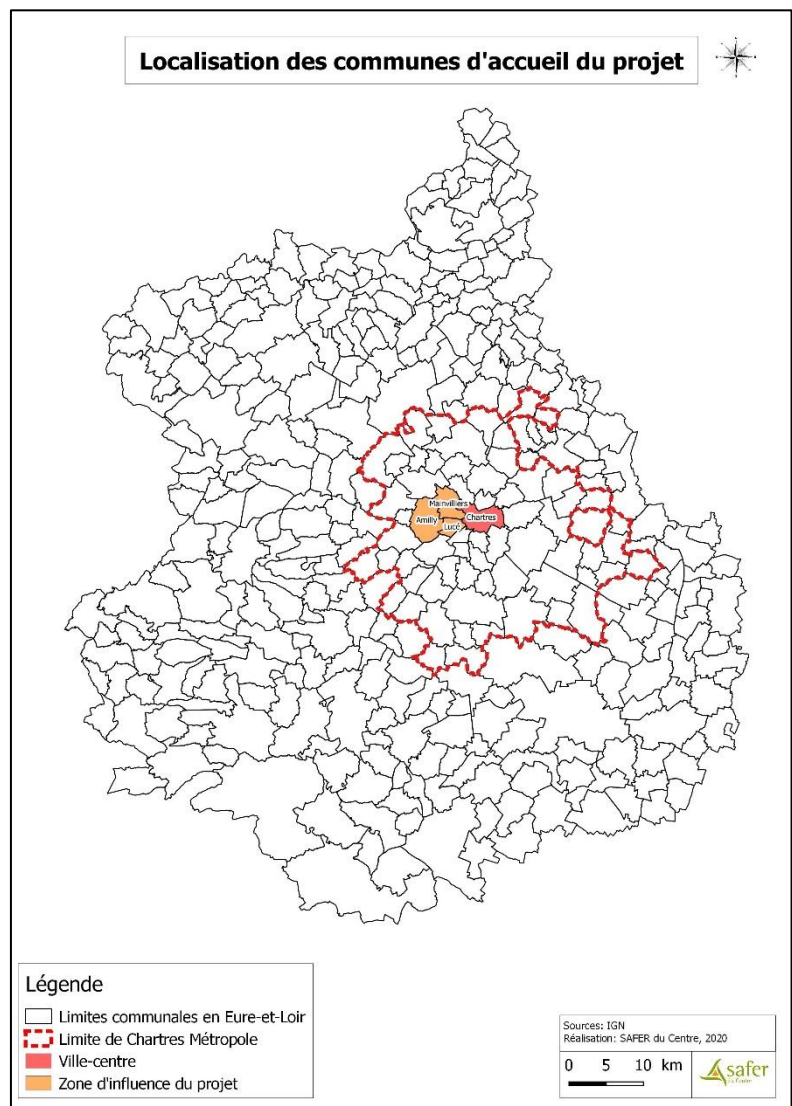 Localisation des communes d'accueil du projet
Mainvilliers
Amilly
Lucé
Chartres
Légende
Limites communales en Eure-et-Loir
Limite de Chartres Métropole
Ville-centre
Zone d'influence du projet
Sources: IGN
Réalisation: SAFER du Centre, 2020
0 5 10 km
safer
du Centre